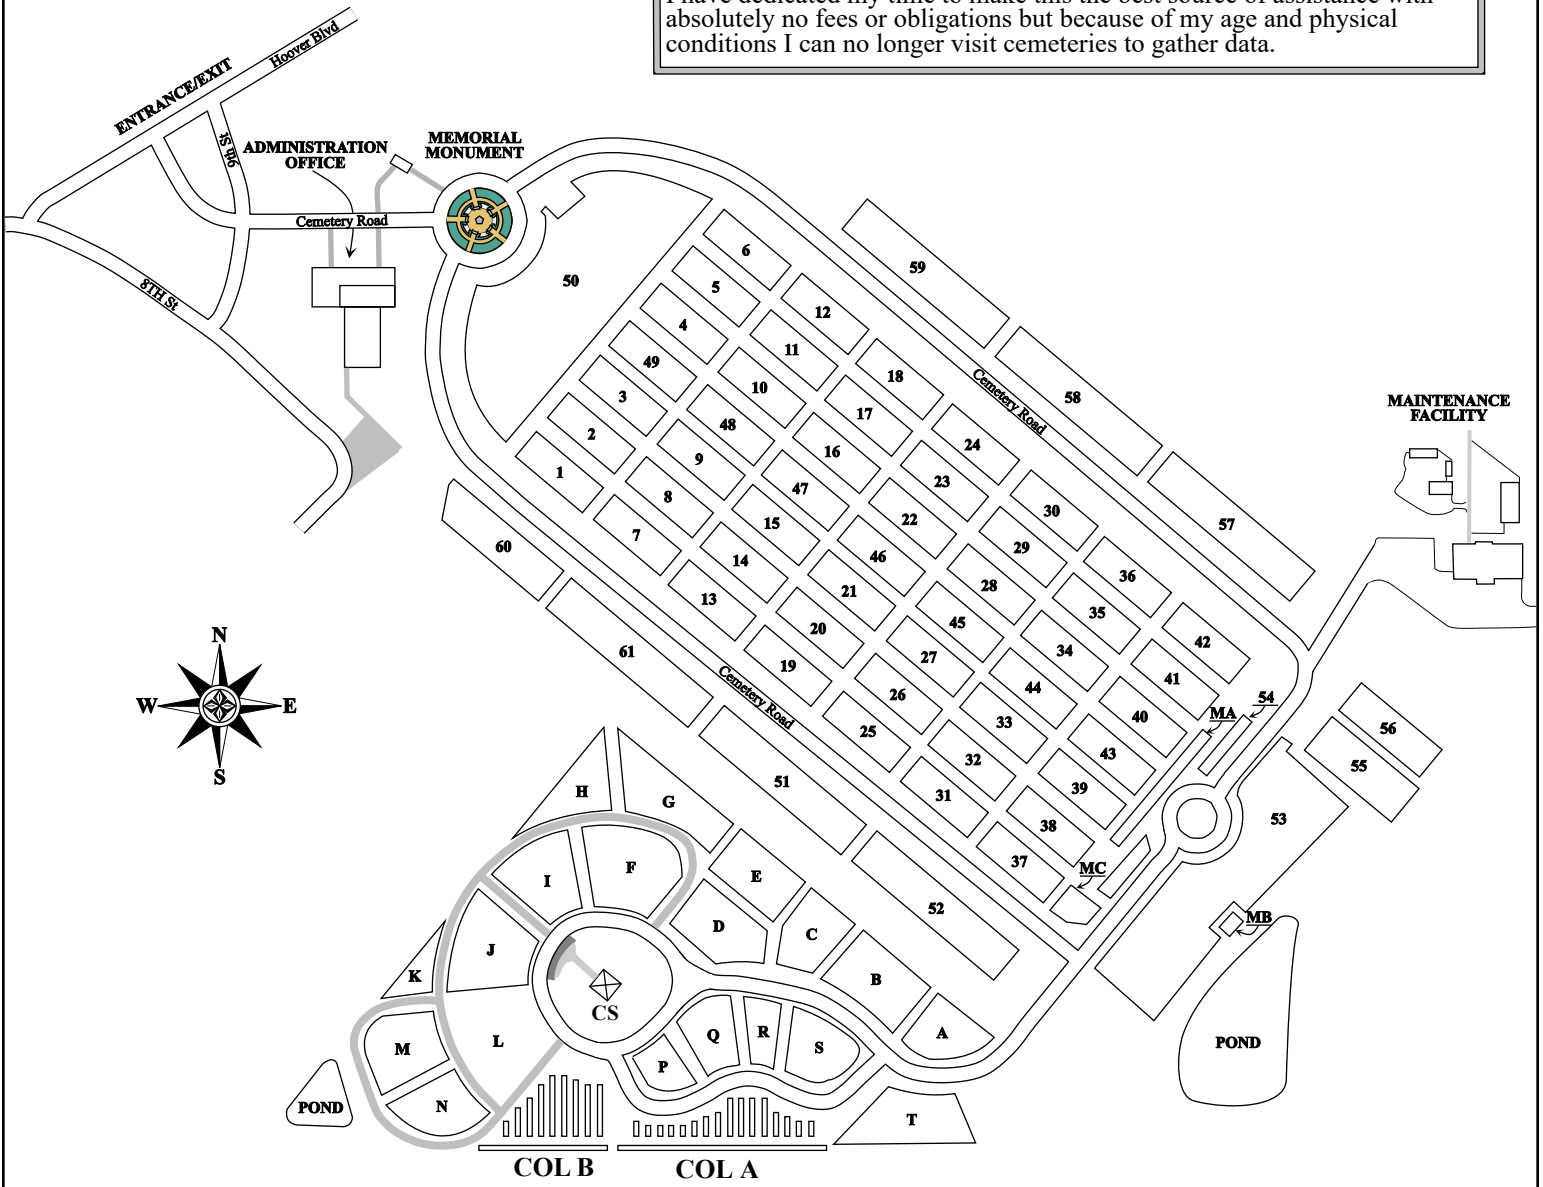 I have dedicated my time to make this the best source of assistance with
absolutely no fees or obligations but because of my age and physical
conditions I can no longer visit cemeteries to gather data.
Hoover Blvd
ENTRANCE/EXIT
9th St
ADMINISTRATION
OFFICE
MEMORIAL
MONUMENT
Cemetery Road
8TH St
50
6
5
4
49
3
2
1
12
11
10
48
9
8
7
18
17
16
47
15
14
13
24
23
22
46
21
20
19
30
29
28
45
27
26
25
36
35
34
44
33
32
31
42
41
40
43
39
38
37
59
58
57
Cemetery Road
MAINTENANCE
FACILITY
60
61
Cemetery Road
51
52
N
W
E
S
MA
54
56
55
53
MC
MB
POND
H
G
F
I
E
D
C
J
B
K
CS
A
L
M
N
P
Q
R
S
T
POND
COL B
COL A